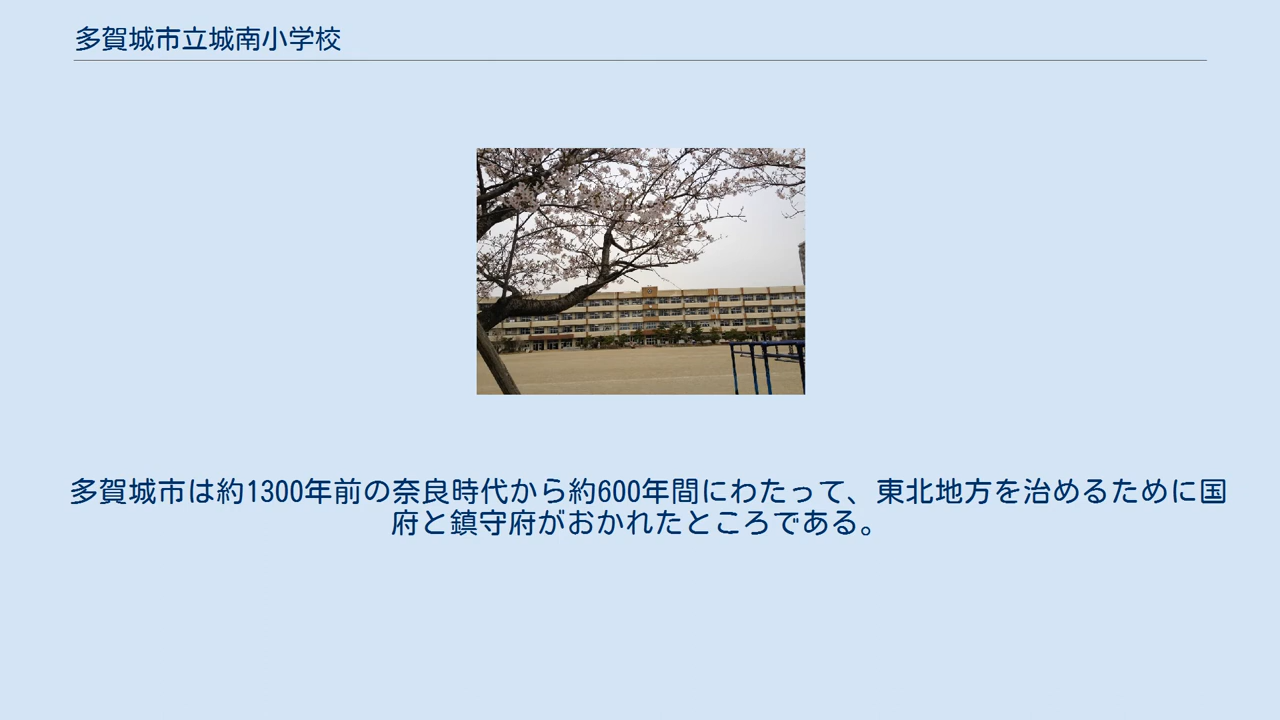 多賀城市立城南小学校
多賀城市は約1300年前の奈良時代から約600年間にわたって、東北地方を治めるために国
府と鎮守府がおかれたところである。